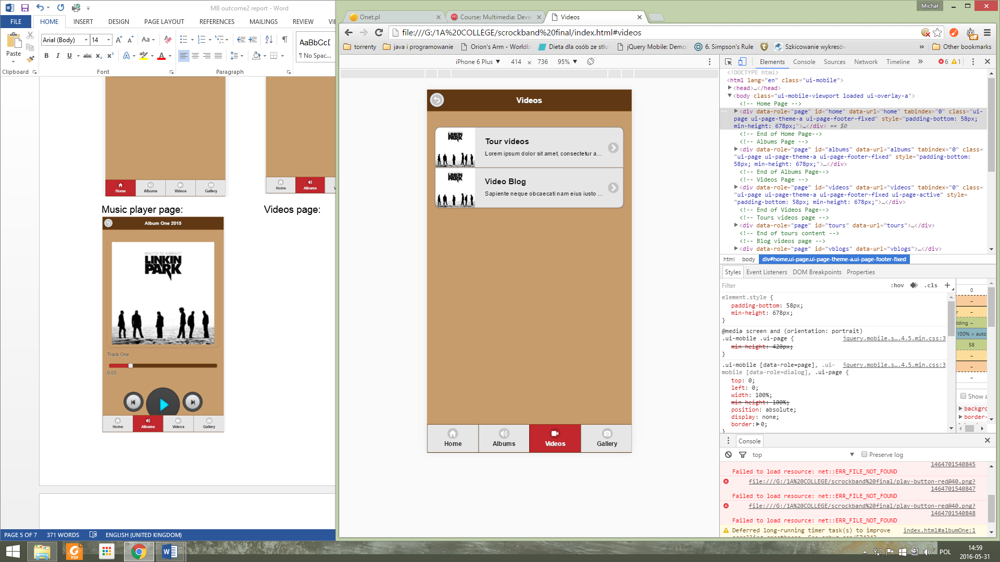 MB outcome2 report - Word
FILE
HOME
INSERT
DESIGN
PAGE LAYOUT
REFERENCES
MAILINGS
REVIEW
Paste
Clipboard
Arial (Body)
14
Font
Paragraph
AaBbCcD
¶ No Spac...
Home
Albums
Videos
Gallery
Home
Albums
Music player page:
Videos page:
Album One 2015
MINUTES TO MIDNIGHT
LINKIN
PARK
Track One
0:03
Home
Albums
Videos
Gallery
PAGE 5 OF 7
371 WORDS
ENGLISH (UNITED KINGDOM)
Michał
Onet.pl
Course: Multimedia: Deve
Videos
file:///G:/1A%20COLLEGE/scrockband%20final/index.html#videos
torrenty
java i programowanie
Orion's Arm - Worldb
Dieta dla osób ze stłu
jQuery Mobile: Demo
6. Simpson's Rule
Szkicowanie wykresów
»
Other bookmarks
iPhone 6 Plus ▼
414 × 736
95% ▼
Videos
LINKIN
PARK
Tour videos
Lorem ipsum dolor sit amet, consectetur a...
LINKIN
PARK
Video Blog
Sapiente neque obcaecati nam eius iusto ...
Home
Albums
Videos
Gallery
Elements
Console
Sources
Network
Timeline
»
6
1
<!DOCTYPE html>
<html lang="en" class="ui-mobile">
<head>…</head>
<body class="ui-mobile-viewport loaded ui-overlay-a">
<!-- Home Page -->
<div data-role="page" id="home" data-url="home" tabindex="0" class="ui-
page ui-page-theme-a ui-page-footer-fixed" style="padding-bottom: 58px;
min-height: 678px;">…</div> == $0
<!-- End of Home Page-->
<!-- Albums Page -->
<div data-role="page" id="albums" data-url="albums" tabindex="0" class=
"ui-page ui-page-theme-a ui-page-footer-fixed" style="padding-bottom:
58px; min-height: 678px;">…</div>
<!-- End of Albums Page-->
<!-- Videos Page -->
<div data-role="page" id="videos" data-url="videos" tabindex="0" class=
"ui-page ui-page-theme-a ui-page-footer-fixed ui-page-active" style=
"padding-bottom: 58px; min-height: 678px;">…</div>
<!-- End of Videos Page-->
<!-- Tours videos page -->
<div data-role="page" id="tours" data-url="tours">…</div>
<!-- End of tours content -->
<!-- Blog videos page -->
<div data-role="page" id="vblogs" data-url="vblogs">…</div>
html
body
div#home.ui-page.ui-page-theme-a.ui-page-footer-fixed
Styles
Event Listeners
DOM Breakpoints
Properties
Filter
:hov
.cls
+
element.style {
padding-bottom: 58px;
min-height: 678px;
}
@media screen and (orientation: portrait)
.ui-mobile .ui-page {
jquery.mobile.s….4.5.min.css:3
min-height: 420px;
}
.ui-mobile [data-role=page], .ui-
jquery.mobile.s….4.5.min.css:3
mobile [data-role=dialog], .ui-page {
top: 0;
left: 0;
width: 100%;
min-height: 100%;
position: absolute;
display: none;
border: 0;
}
0
–
–
dding –
100% × auto
58
–
–
–
Show a
backgro
border-
Console
top
Preserve log
1464701540845
Failed to load resource: net::ERR_FILE_NOT_FOUND
file:///G:/1A%20COLLEGE/scrockband%20final/play-button-red@40.png?
1464701540847
Failed to load resource: net::ERR_FILE_NOT_FOUND
file:///G:/1A%20COLLEGE/scrockband%20final/play-button-red@40.png?
1464701540848
Failed to load resource: net::ERR_FILE_NOT_FOUND
Deferred long-running timer task(s) to improve
index.html#albumOne:1
POL
14:59
2016-05-31